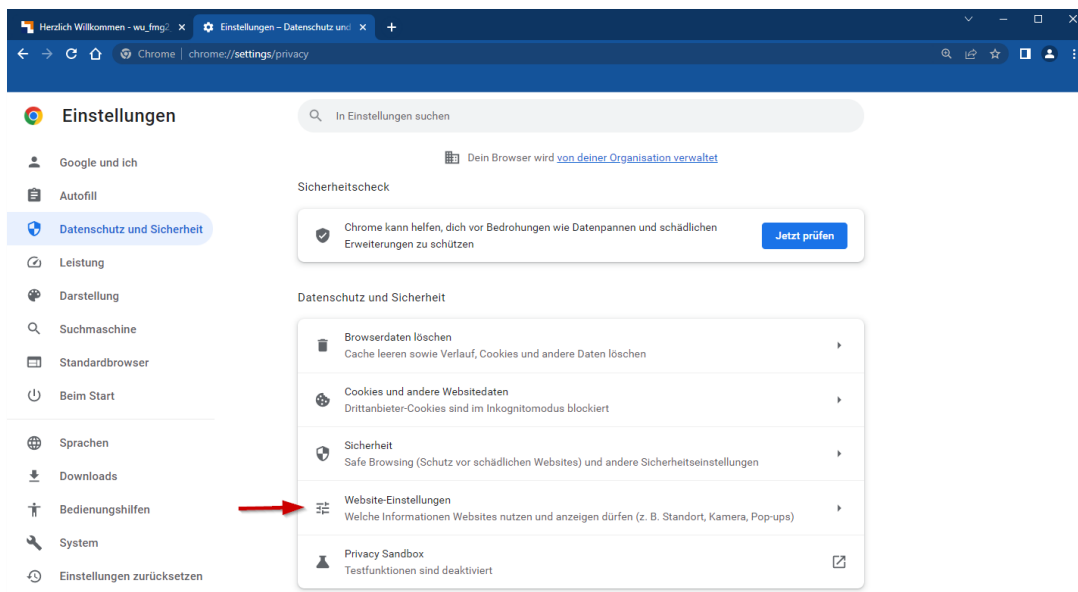 Herzlich Willkommen - wu_fmg2
Einstellungen – Datenschutz und
Chrome | chrome://settings/privacy
Einstellungen
In Einstellungen suchen
Google und ich
Autofill
Datenschutz und Sicherheit
Leistung
Darstellung
Suchmaschine
Standardbrowser
Beim Start
Sprachen
Downloads
Bedienungshilfen
System
Einstellungen zurücksetzen
Dein Browser wird von deiner Organisation verwaltet
Sicherheitscheck
Chrome kann helfen, dich vor Bedrohungen wie Datenpannen und schädlichen
Erweiterungen zu schützen
Jetzt prüfen
Datenschutz und Sicherheit
Browserdaten löschen
Cache leeren sowie Verlauf, Cookies und andere Daten löschen
Cookies und andere Websitedaten
Drittanbieter-Cookies sind im Inkognitomodus blockiert
Sicherheit
Safe Browsing (Schutz vor schädlichen Websites) und andere Sicherheitseinstellungen
Website-Einstellungen
Welche Informationen Websites nutzen und anzeigen dürfen (z. B. Standort, Kamera, Pop-ups)
Privacy Sandbox
Testfunktionen sind deaktiviert